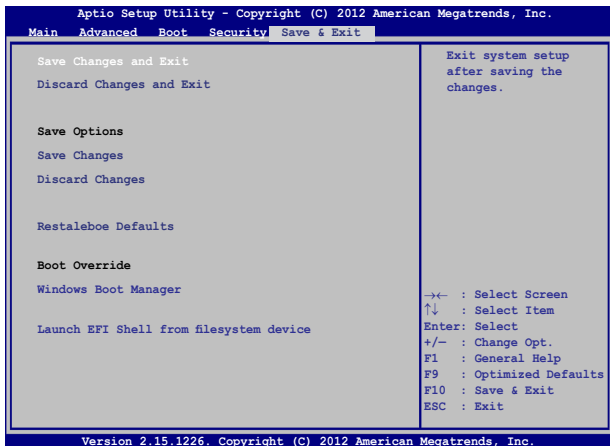 Aptio Setup Utility - Copyright (C) 2012 American Megatrends, Inc.
Main Advanced Boot Security Save & Exit
Save Changes and Exit
Discard Changes and Exit
Save Options
Save Changes
Discard Changes
Restaleboe Defaults
Boot Override
Windows Boot Manager
Launch EFI Shell from filesystem device
Exit system setup
after saving the
changes.
→← : Select Screen
↑↓ : Select Item
Enter: Select
+/— : Change Opt.
F1 : General Help
F9 : Optimized Defaults
F10 : Save & Exit
ESC : Exit
Version 2.15.1226. Copyright (C) 2012 American Megatrends, Inc.